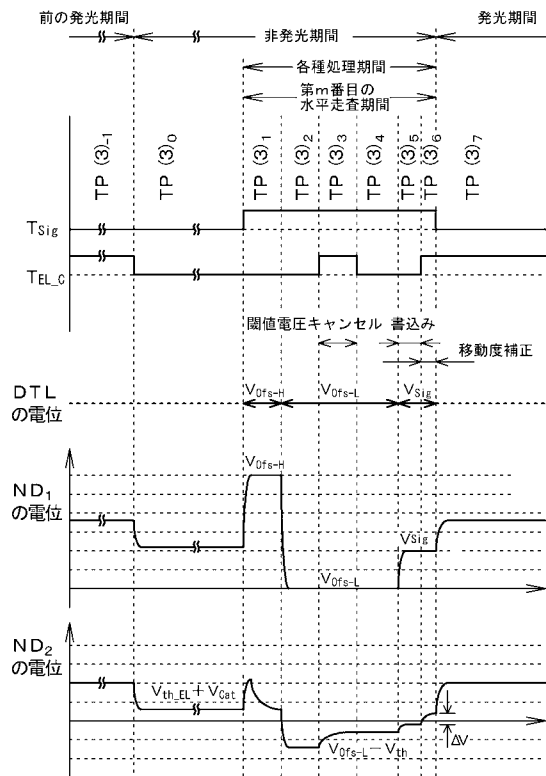 前の発光期間
非発光期間
発光期間
各種処理期間
第m番目の
水平走査期間
TP (3)-1
TP (3)0
TP (3)1
TP (3)2
TP (3)3
TP (3)4
TP (3)5
TP (3)6
TP (3)7
TSig
TEL_C
閾値電圧キャンセル 書込み
移動度補正
DTL
の電位
VOfs-H
VOfs-L
VSig
VOfs-H
ND1
の電位
VSig
VOfs-L
ND2
の電位
Vth_EL+VCat
VOfs-L-Vth
ΔV